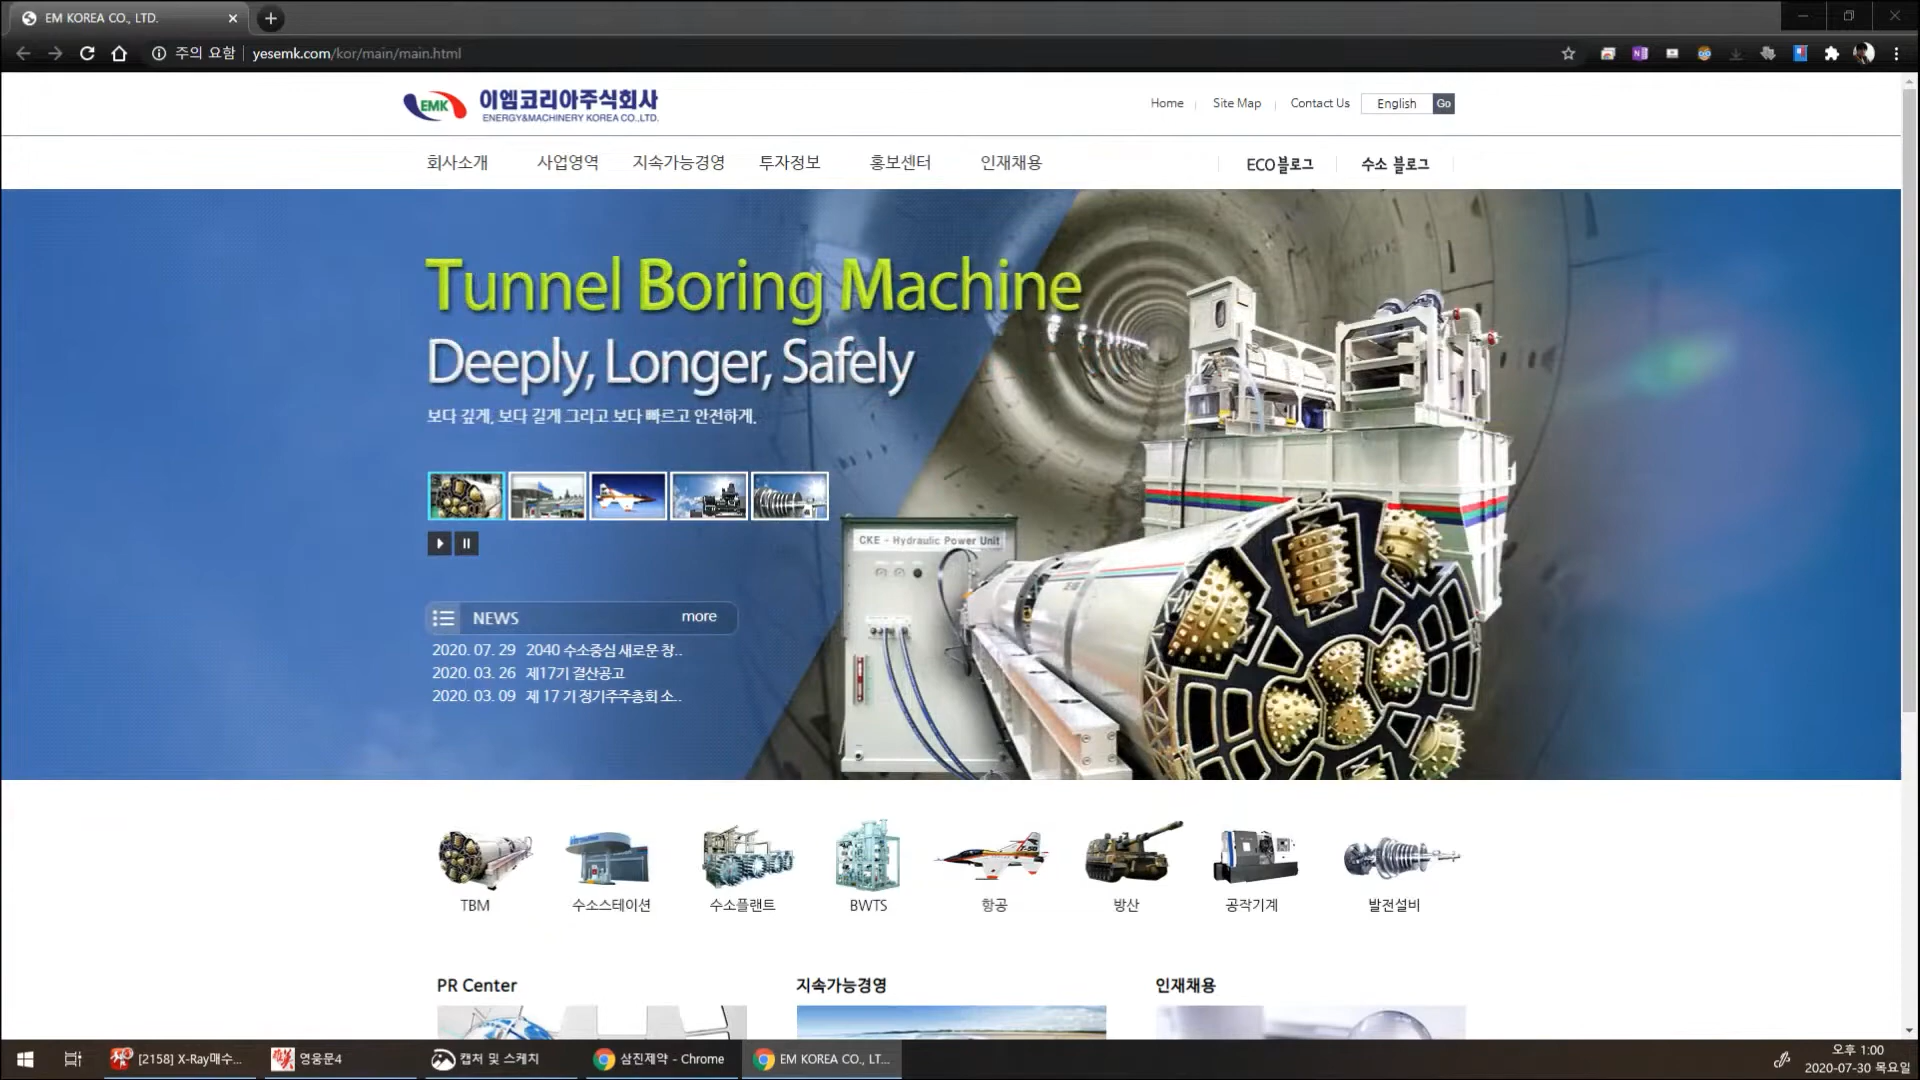 EM KOREA CO., LTD.
주의 요함 yesemk.com/kor/main/main.html
EMK 이엠코리아주식회사
ENERGY&MACHINERY KOREA CO.,LTD.
Home Site Map Contact Us English Go
회사소개 사업영역 지속가능경영 투자정보 홍보센터 인재채용 ECO블로그 수소 블로그
Tunnel Boring Machine
Deeply, Longer, Safely
보다 깊게, 보다 길게 그리고 보다 빠르고 안전하게.
CKE - Hydraulic Power Unit
NEWS more
2020. 07. 29 2040 수소중심 새로운 창..
2020. 03. 26 제17기 결산공고
2020. 03. 09 제 17 기 정기주주총회 소..
TBM 수소스테이션 수소플랜트 BWTS 항공 방산 공작기계 발전설비
PR Center 지속가능경영 인재채용
[2158] X-Ray매수... 영웅문4 캡처 및 스케치 삼진제약 - Chrome EM KOREA CO., LT...
오후 1:00
2020-07-30 목요일